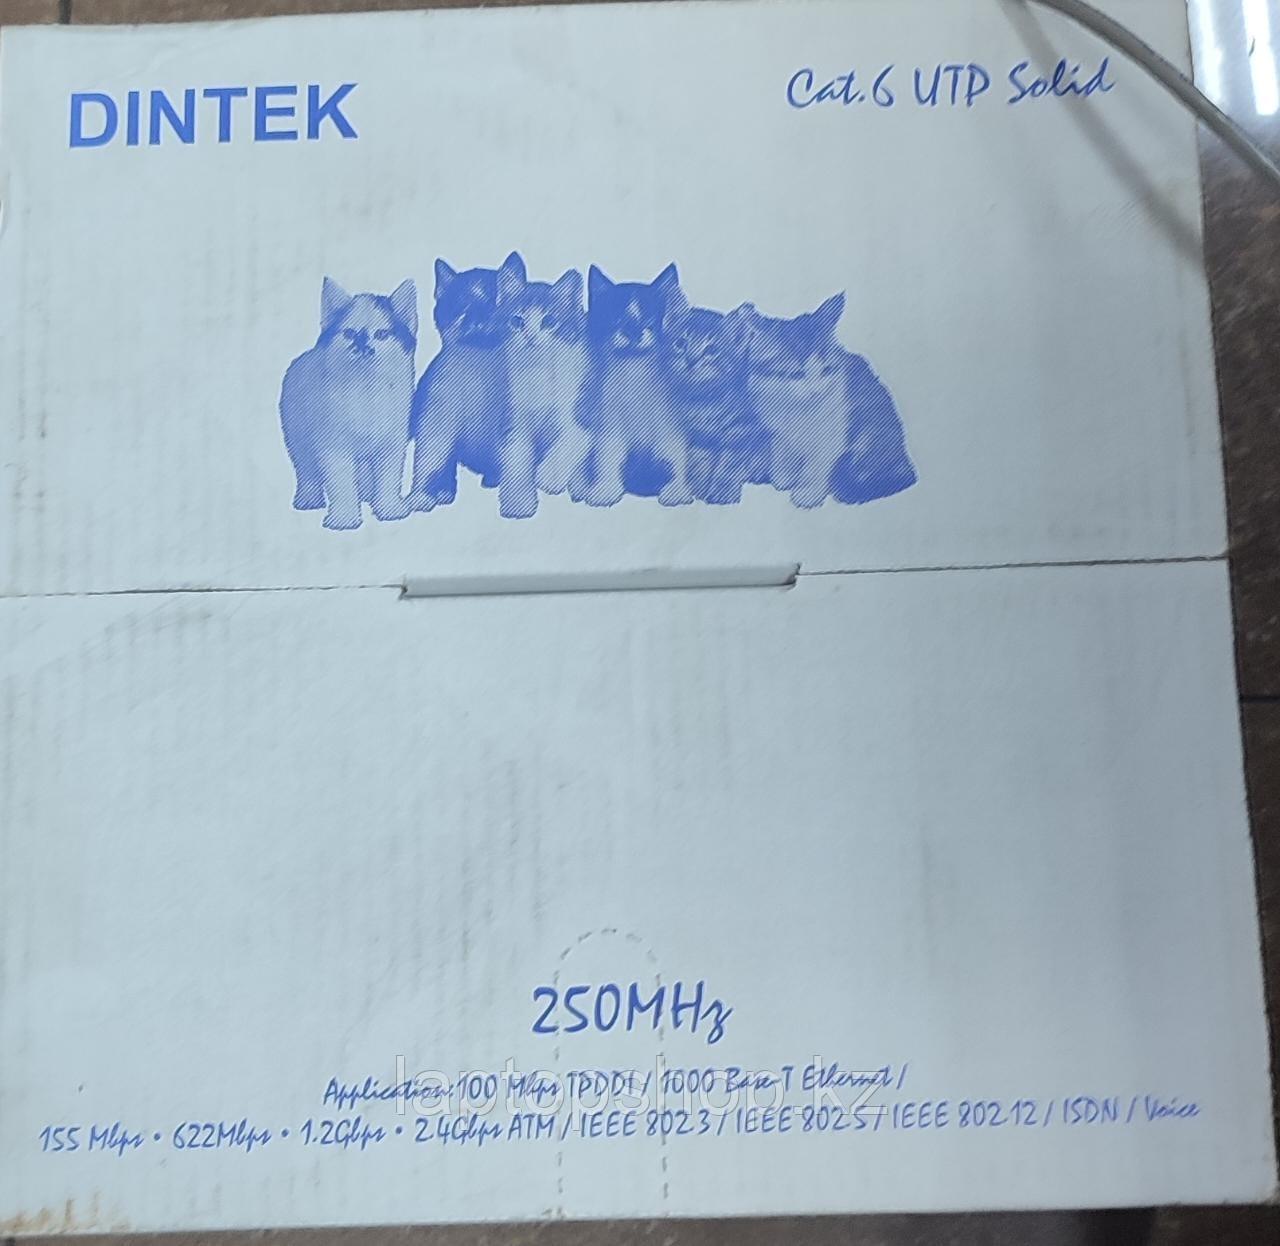 DINTEK
Cat.6 UTP Solid
250MHz
Application:100 Mbps TPDDI / 1000 Base-T Ethernet /
155 Mbps • 622Mbps • 1.2Gbps • 2.4Gbps ATM / IEEE 802.3 / IEEE 802.5 / IEEE 802.12 / ISDN / Voice
laptopshop.kz